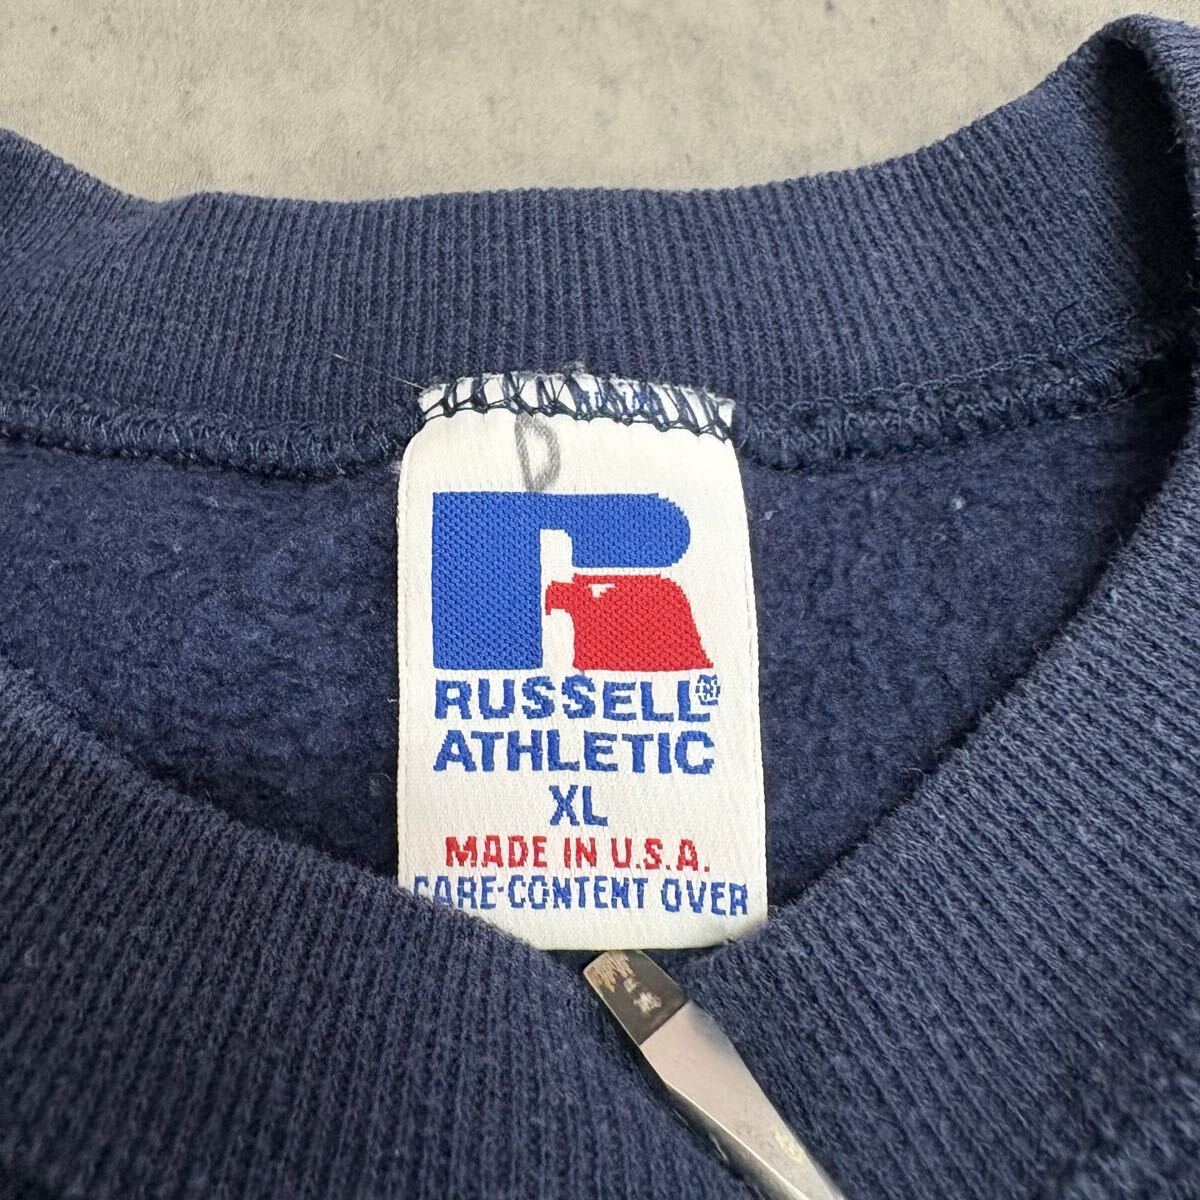 D
RUSSELL®
ATHLETIC
XL
MADE IN U.S.A.
CARE·CONTENT OVER